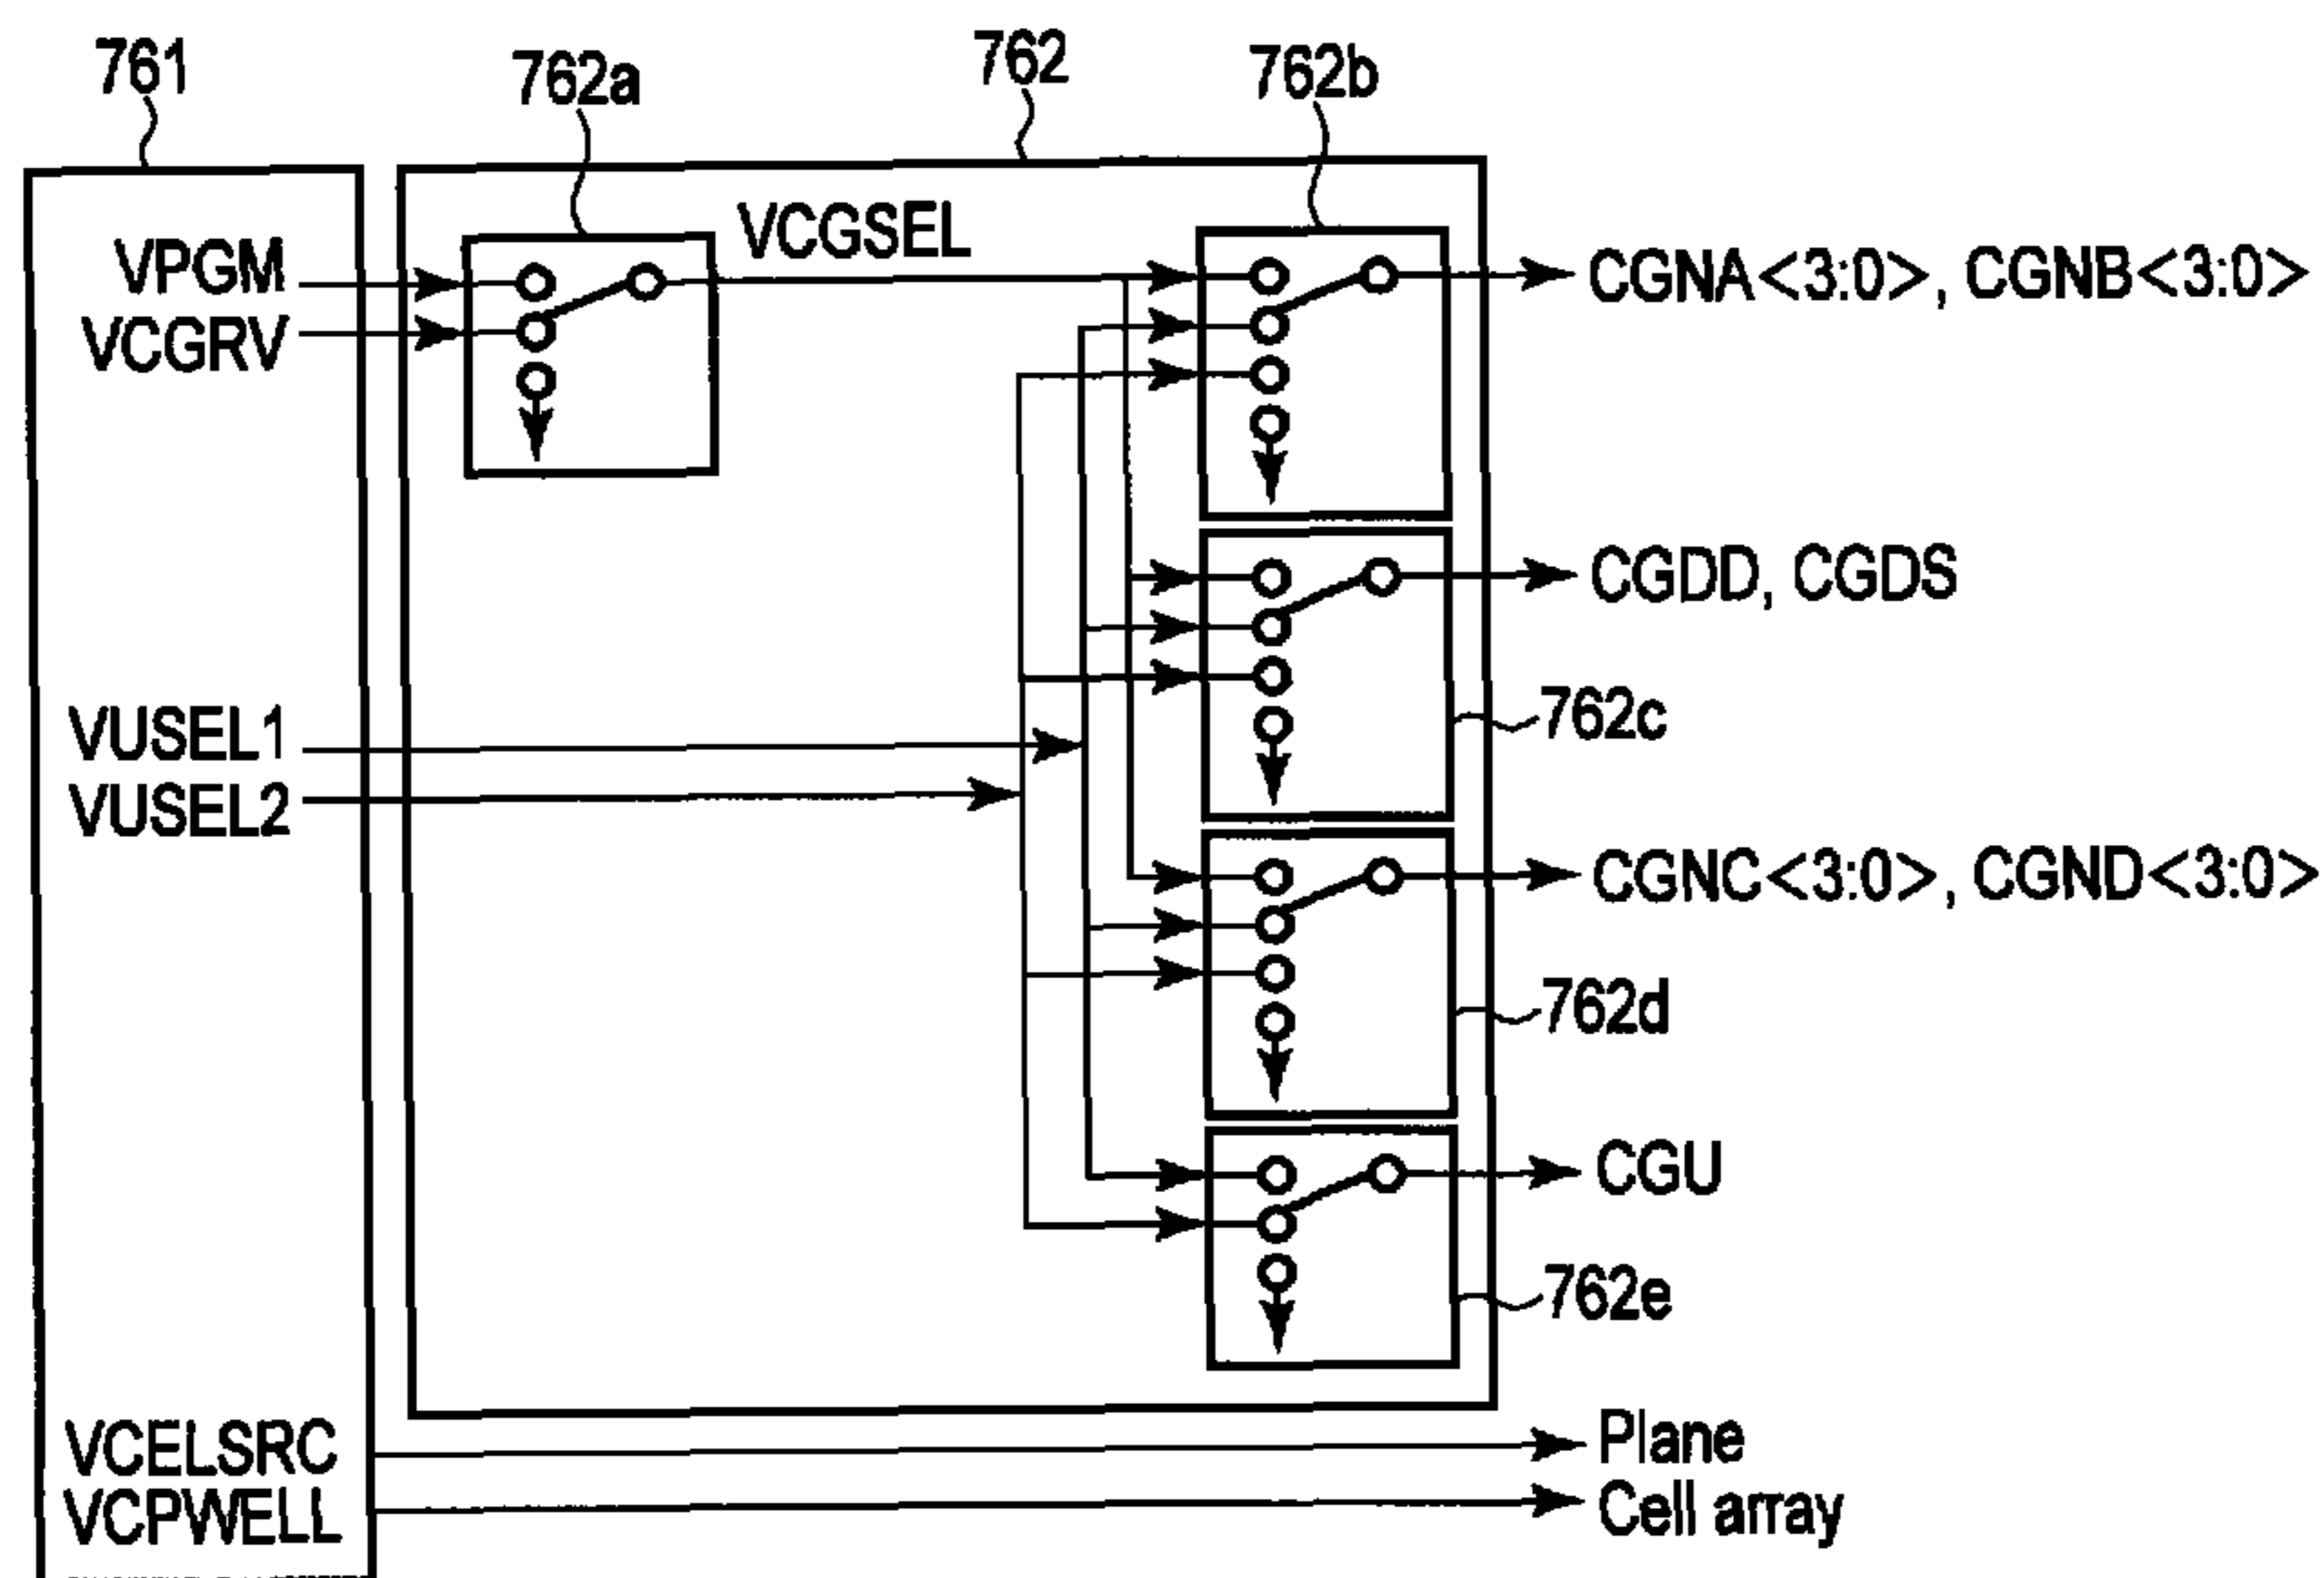 761
762a
762
762b
VPGM
VCGRV
VCGSEL
CGNA<3:0>, CGNB<3:0>
CGDD, CGDS
762c
VUSEL1
VUSEL2
CGNC<3:0>, CGND<3:0>
762d
CGU
762e
VCELSRC
Plane
VCPWELL
Cell array